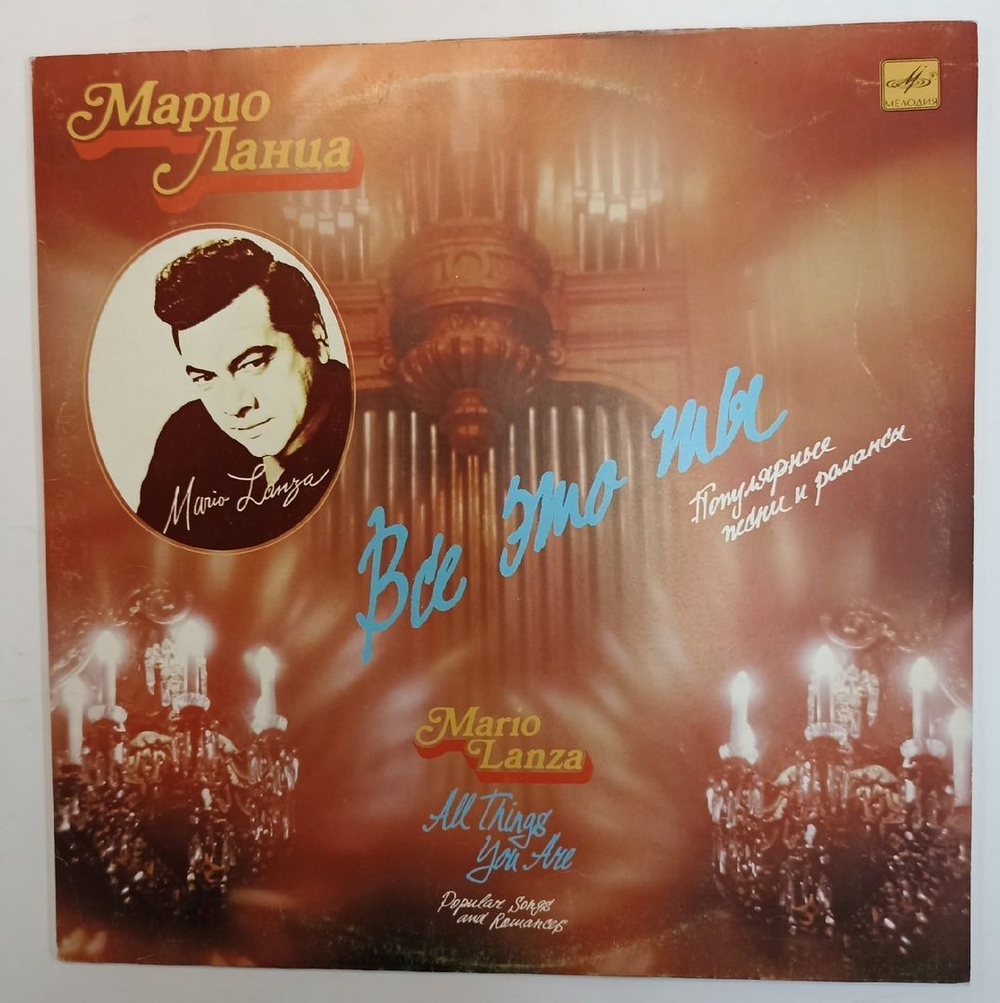 Марио
Ланца
МЕЛОДИЯ
Mario Lanza
Все это ты
Популярные
песни и романсы
Mario
Lanza
All Things
You Are
Popular Songs
and Romances